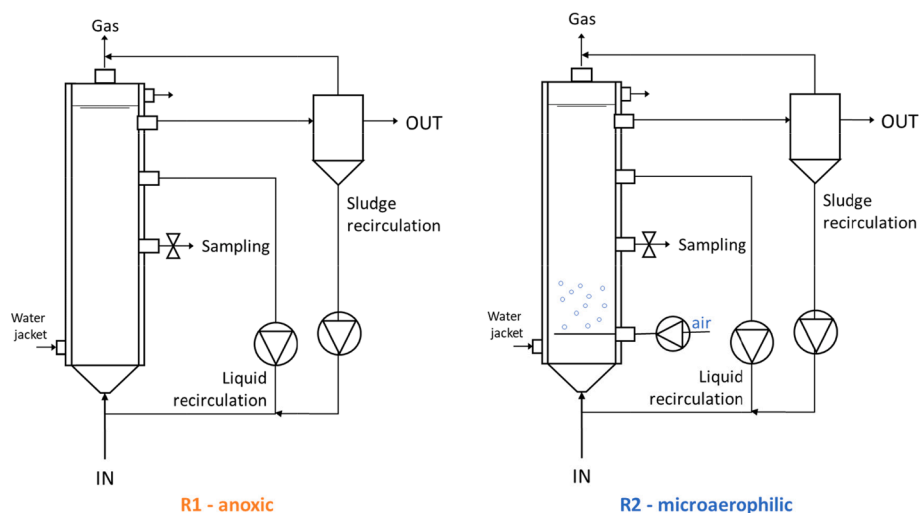 Gas
OUT
Sludge
recirculation
Sampling
Water
jacket
Liquid
recirculation
IN
R1 - anoxic
Gas
OUT
Sludge
recirculation
Sampling
air
Water
jacket
Liquid
recirculation
IN
R2 - microaerophilic